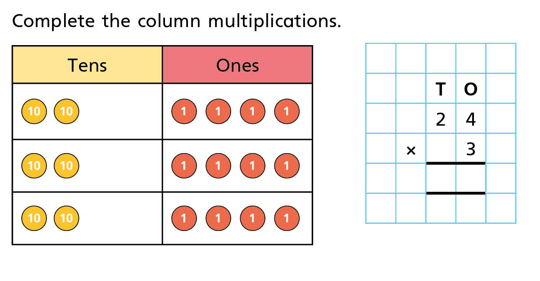 Complete the column multiplications.
Tens Ones
10 10 1 1 1 1
10 10 1 1 1 1
10 10 1 1 1 1
T O
2 4
× 3